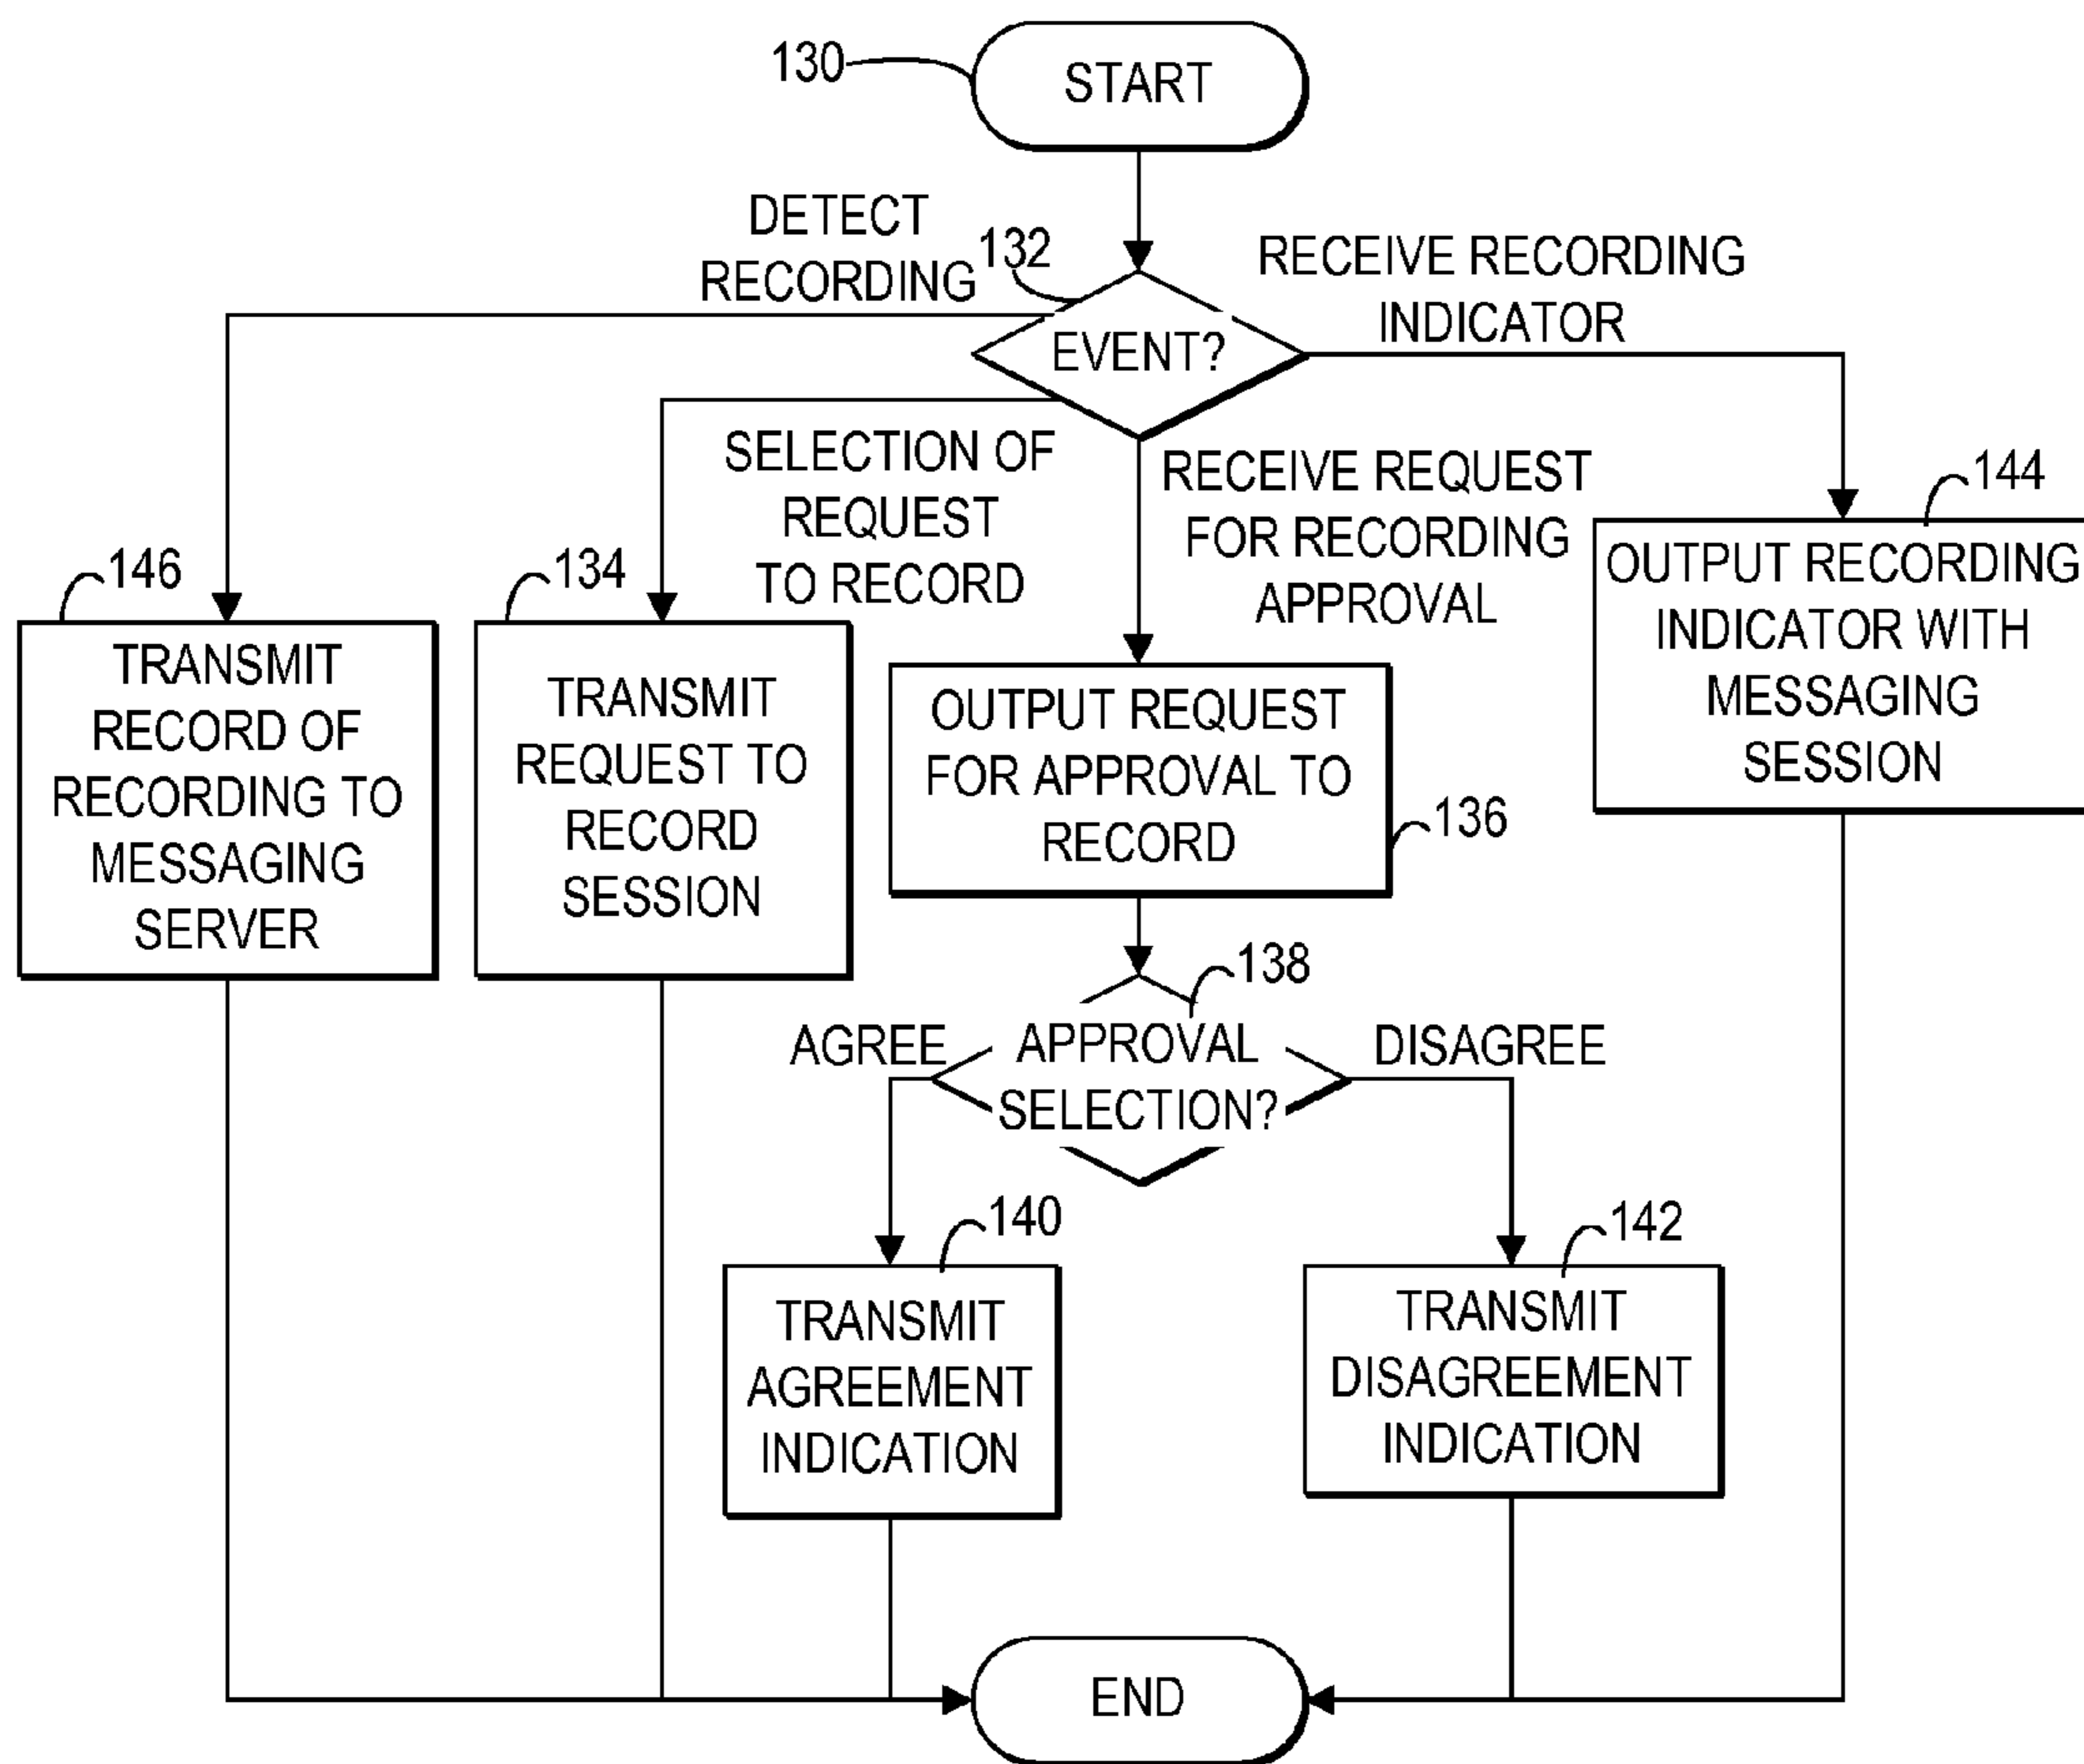 130
START
DETECT
RECORDING
132
RECEIVE RECORDING
INDICATOR
EVENT?
SELECTION OF
REQUEST
TO RECORD
RECEIVE REQUEST
FOR RECORDING
APPROVAL
146
TRANSMIT
RECORD OF
RECORDING TO
MESSAGING
SERVER
134
TRANSMIT
REQUEST TO
RECORD
SESSION
OUTPUT REQUEST
FOR APPROVAL TO
RECORD
136
144
OUTPUT RECORDING
INDICATOR WITH
MESSAGING
SESSION
138
AGREE
APPROVAL
SELECTION?
DISAGREE
140
TRANSMIT
AGREEMENT
INDICATION
142
TRANSMIT
DISAGREEMENT
INDICATION
END